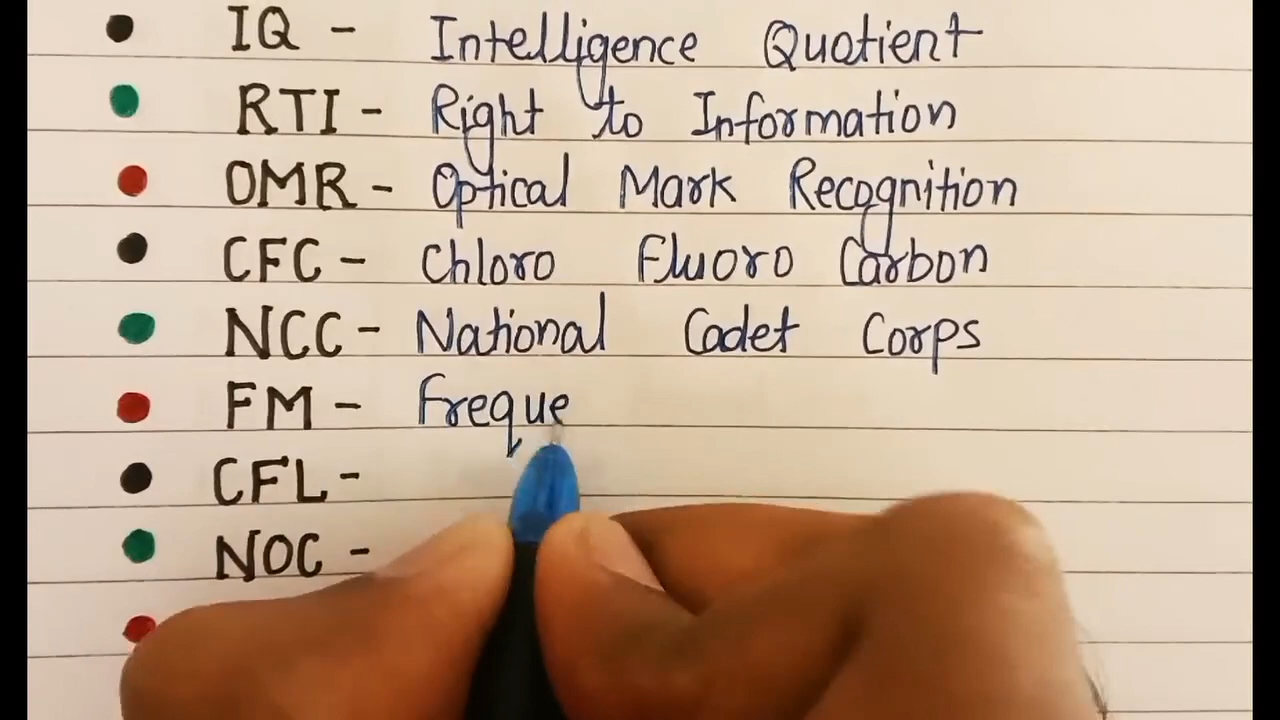 IQ - Intelligence Quotient
RTI - Right to Information
OMR - Optical Mark Recognition
CFC - Chloro Fluoro Carbon
NCC - National Cadet Corps
FM - Freque
CFL -
NOC -